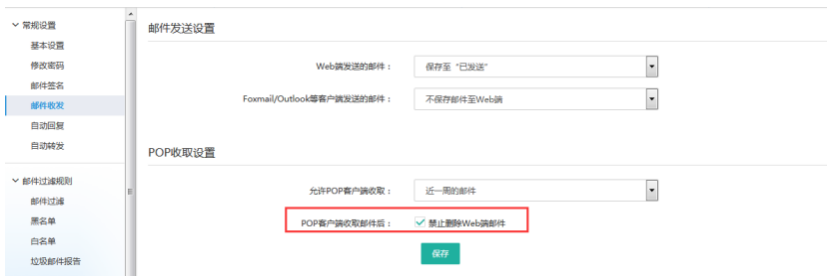 常规设置
基本设置
修改密码
邮件签名
邮件收发
自动回复
自动转发
邮件过滤规则
邮件过滤
黑名单
白名单
垃圾邮件报告
邮件发送设置
Web端发送的邮件：
保存至 "已发送"
Foxmail/Outlook等客户端发送的邮件：
不保存邮件至Web端
POP收取设置
允许POP客户端收取：
近一周的邮件
POP客户端收取邮件后：
禁止删除Web端邮件
保存